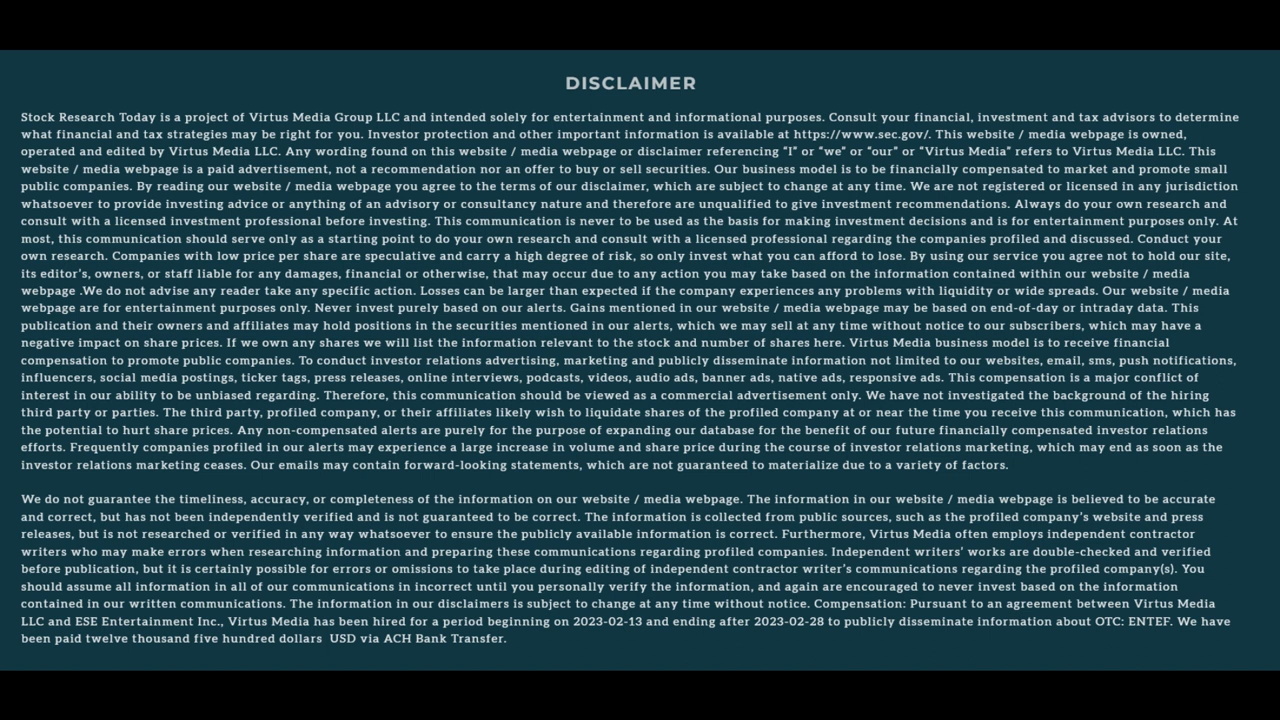 DISCLAIMER
Stock Research Today is a project of Virtus Media Group LLC and intended solely for entertainment and informational purposes. Consult your financial, investment and tax advisors to determine
what financial and tax strategies may be right for you. Investor protection and other important information is available at https://www.sec.gov/. This website / media webpage is owned,
operated and edited by Virtus Media LLC. Any wording found on this website / media webpage or disclaimer referencing “I” or “we” or “our” or “Virtus Media” refers to Virtus Media LLC. This
website / media webpage is a paid advertisement, not a recommendation nor an offer to buy or sell securities. Our business model is to be financially compensated to market and promote small
public companies. By reading our website / media webpage you agree to the terms of our disclaimer, which are subject to change at any time. We are not registered or licensed in any jurisdiction
whatsoever to provide investing advice or anything of an advisory or consultancy nature and therefore are unqualified to give investment recommendations. Always do your own research and
consult with a licensed investment professional before investing. This communication is never to be used as the basis for making investment decisions and is for entertainment purposes only. At
most, this communication should serve only as a starting point to do your own research and consult with a licensed professional regarding the companies profiled and discussed. Conduct your
own research. Companies with low price per share are speculative and carry a high degree of risk, so only invest what you can afford to lose. By using our service you agree not to hold our site,
its editor’s, owners, or staff liable for any damages, financial or otherwise, that may occur due to any action you may take based on the information contained within our website / media
webpage .We do not advise any reader take any specific action. Losses can be larger than expected if the company experiences any problems with liquidity or wide spreads. Our website / media
webpage are for entertainment purposes only. Never invest purely based on our alerts. Gains mentioned in our website / media webpage may be based on end-of-day or intraday data. This
publication and their owners and affiliates may hold positions in the securities mentioned in our alerts, which we may sell at any time without notice to our subscribers, which may have a
negative impact on share prices. If we own any shares we will list the information relevant to the stock and number of shares here. Virtus Media business model is to receive financial
compensation to promote public companies. To conduct investor relations advertising, marketing and publicly disseminate information not limited to our websites, email, sms, push notifications,
influencers, social media postings, ticker tags, press releases, online interviews, podcasts, videos, audio ads, banner ads, native ads, responsive ads. This compensation is a major conflict of
interest in our ability to be unbiased regarding. Therefore, this communication should be viewed as a commercial advertisement only. We have not investigated the background of the hiring
third party or parties. The third party, profiled company, or their affiliates likely wish to liquidate shares of the profiled company at or near the time you receive this communication, which has
the potential to hurt share prices. Any non-compensated alerts are purely for the purpose of expanding our database for the benefit of our future financially compensated investor relations
efforts. Frequently companies profiled in our alerts may experience a large increase in volume and share price during the course of investor relations marketing, which may end as soon as the
investor relations marketing ceases. Our emails may contain forward-looking statements, which are not guaranteed to materialize due to a variety of factors.
We do not guarantee the timeliness, accuracy, or completeness of the information on our website / media webpage. The information in our website / media webpage is believed to be accurate
and correct, but has not been independently verified and is not guaranteed to be correct. The information is collected from public sources, such as the profiled company’s website and press
releases, but is not researched or verified in any way whatsoever to ensure the publicly available information is correct. Furthermore, Virtus Media often employs independent contractor
writers who may make errors when researching information and preparing these communications regarding profiled companies. Independent writers’ works are double-checked and verified
before publication, but it is certainly possible for errors or omissions to take place during editing of independent contractor writer’s communications regarding the profiled company(s). You
should assume all information in all of our communications in incorrect until you personally verify the information, and again are encouraged to never invest based on the information
contained in our written communications. The information in our disclaimers is subject to change at any time without notice. Compensation: Pursuant to an agreement between Virtus Media
LLC and ESE Entertainment Inc., Virtus Media has been hired for a period beginning on 2023-02-13 and ending after 2023-02-28 to publicly disseminate information about OTC: ENTEF. We have
been paid twelve thousand five hundred dollars  USD via ACH Bank Transfer.